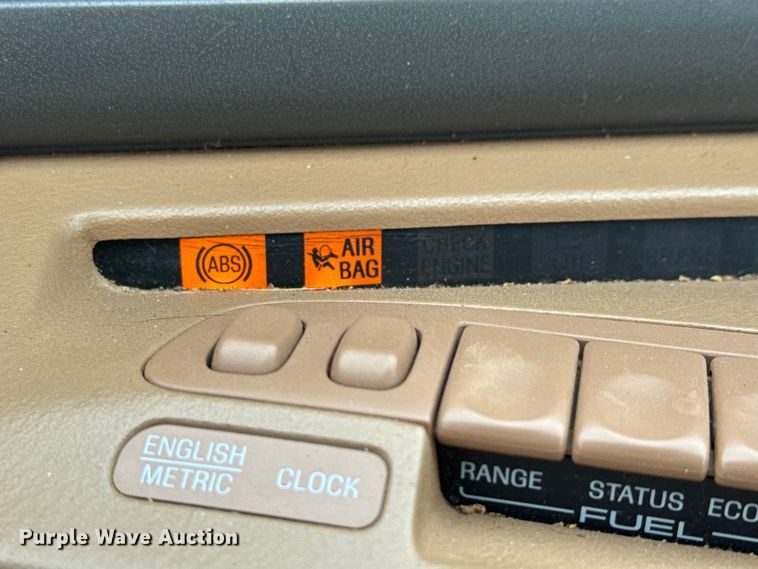 ABS
AIR
BAG
CHECK
ENGINE
ENGLISH
METRIC
CLOCK
RANGE
STATUS
ECO
FUEL
Purple Wave Auction